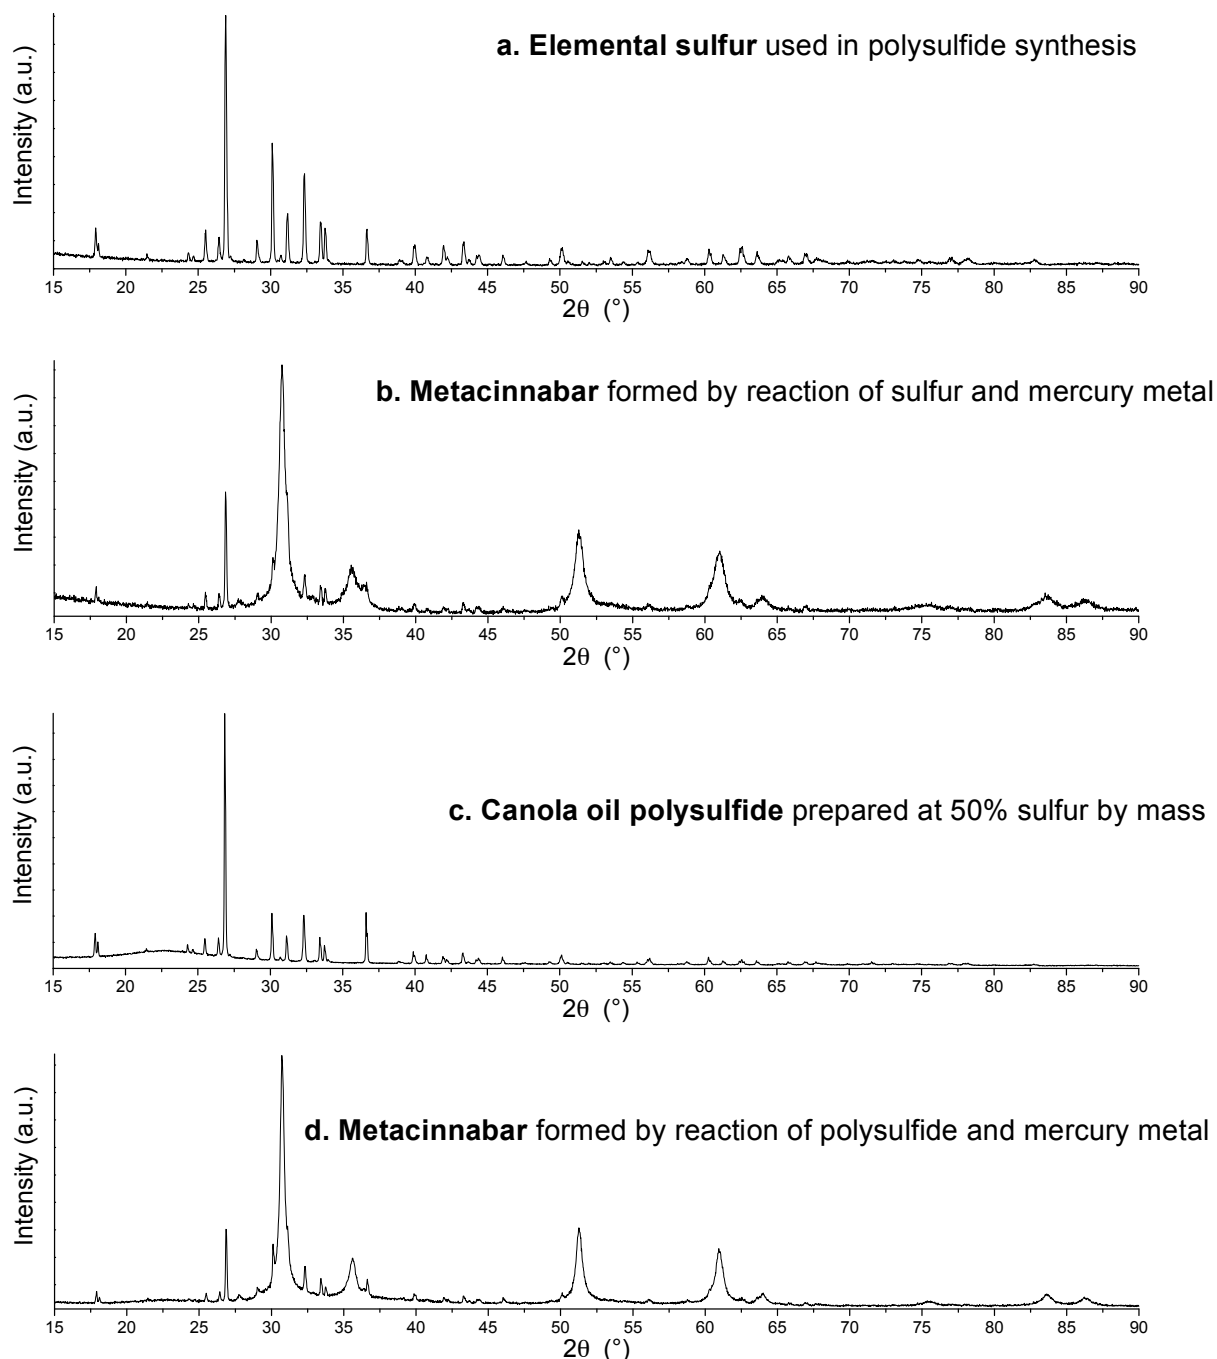 a. Elemental sulfur used in polysulfide synthesis
Intensity (a.u.)
15 20 25 30 35 40 45 50 55 60 65 70 75 80 85 90
2θ (°)
b. Metacinnabar formed by reaction of sulfur and mercury metal
Intensity (a.u.)
15 20 25 30 35 40 45 50 55 60 65 70 75 80 85 90
2θ (°)
c. Canola oil polysulfide prepared at 50% sulfur by mass
Intensity (a.u.)
15 20 25 30 35 40 45 50 55 60 65 70 75 80 85 90
2θ (°)
d. Metacinnabar formed by reaction of polysulfide and mercury metal
Intensity (a.u.)
15 20 25 30 35 40 45 50 55 60 65 70 75 80 85 90
2θ (°)